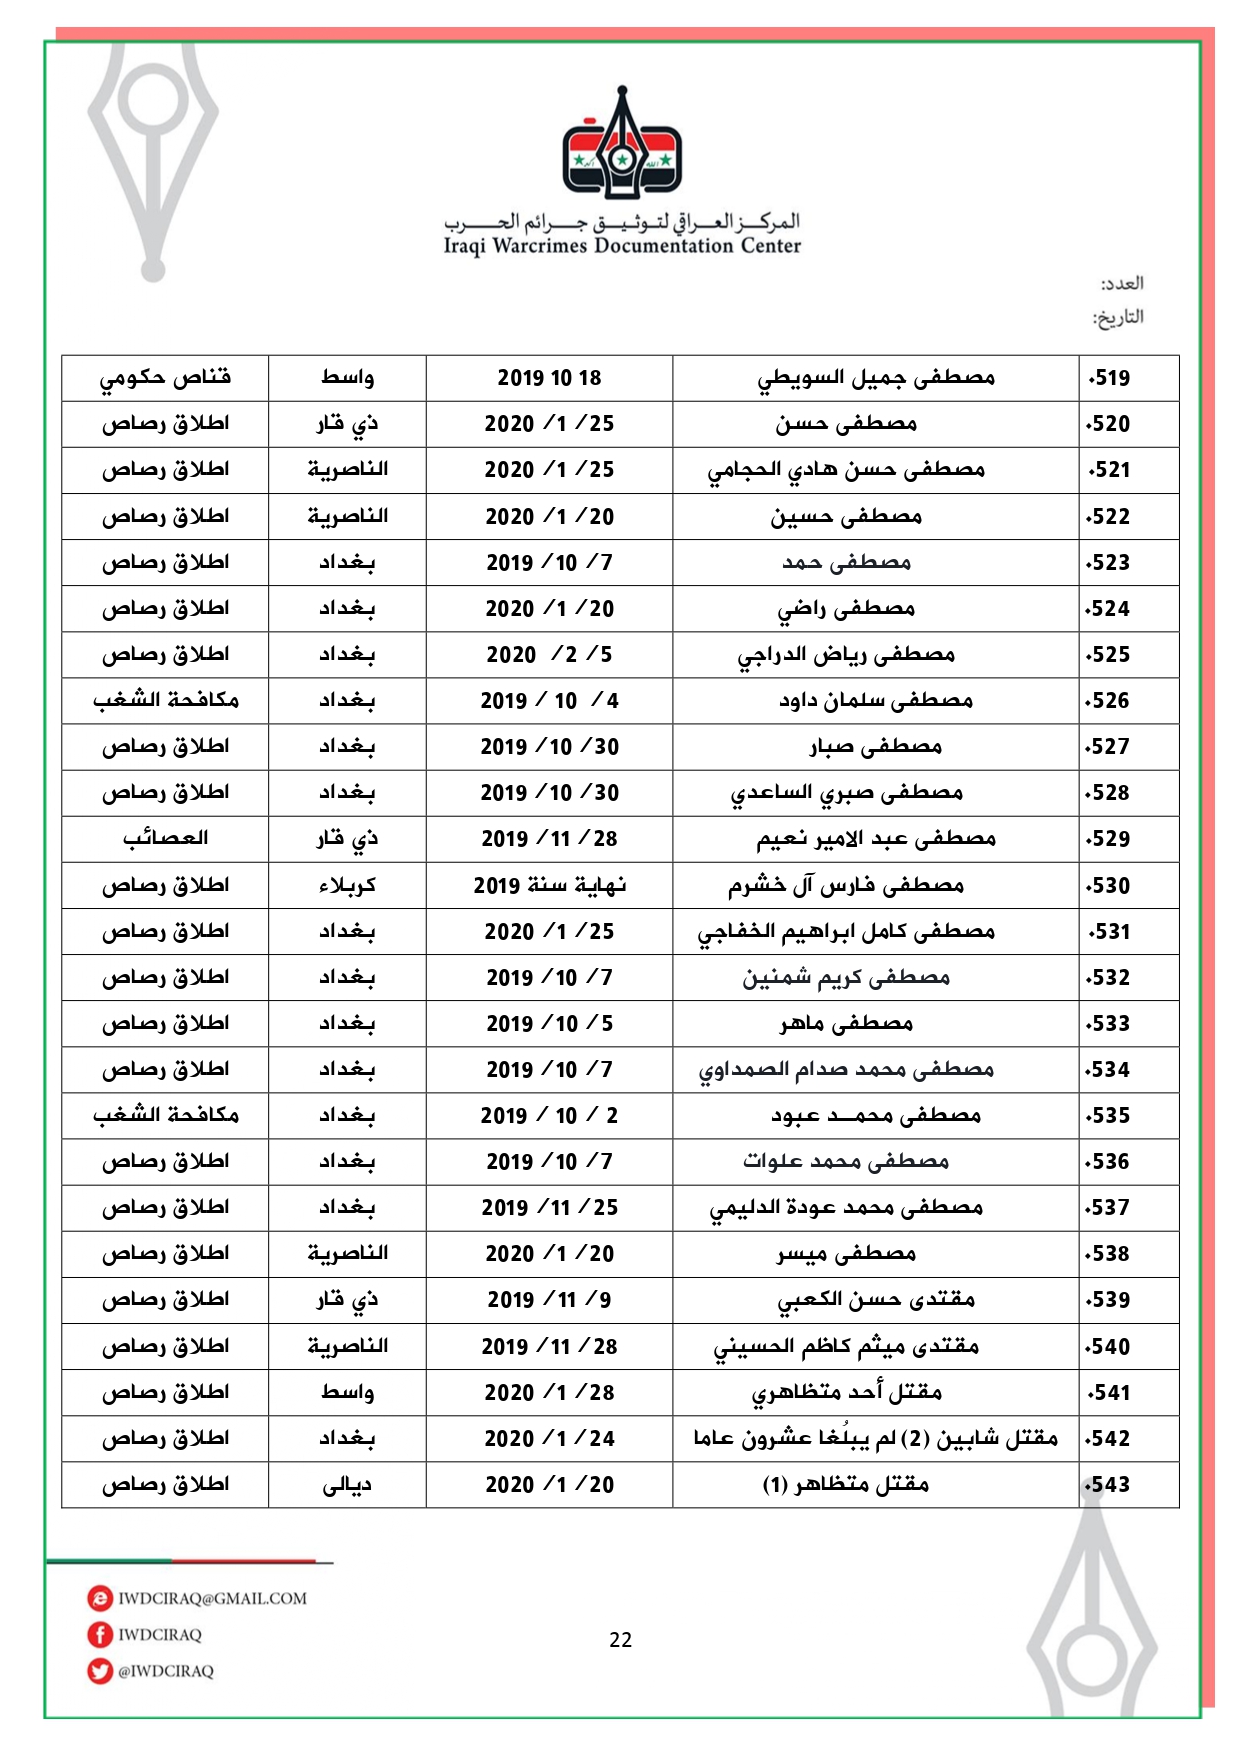 المركز العراقي لتوثيق جرائم الحرب
Iraqi Warcrimes Documentation Center
العدد:
التاريخ:
519. مصطفى جميل السويطي 18 10 2019 واسط قناص حكومي
520. مصطفى حسن 25/ 1/ 2020 ذي قار اطلاق رصاص
521. مصطفى حسن هادي الحجامي 25/ 1/ 2020 الناصرية اطلاق رصاص
522. مصطفى حسين 20/ 1/ 2020 الناصرية اطلاق رصاص
523. مصطفى حمد 7/ 10/ 2019 بغداد اطلاق رصاص
524. مصطفى راضي 20/ 1/ 2020 بغداد اطلاق رصاص
525. مصطفى رياض الدراجي 5/ 2/ 2020 بغداد اطلاق رصاص
526. مصطفى سلمان داود 4/ 10 / 2019 بغداد مكافحة الشغب
527. مصطفى صبار 30/ 10/ 2019 بغداد اطلاق رصاص
528. مصطفى صبري الساعدي 30/ 10/ 2019 بغداد اطلاق رصاص
529. مصطفى عبد الامير نعيم 28/ 11/ 2019 ذي قار العصائب
530. مصطفى فارس آل خشرم نهاية سنة 2019 كربلاء اطلاق رصاص
531. مصطفى كامل ابراهيم الخفاجي 25/ 1/ 2020 بغداد اطلاق رصاص
532. مصطفى كريم شمنين 7/ 10/ 2019 بغداد اطلاق رصاص
533. مصطفى ماهر 5/ 10/ 2019 بغداد اطلاق رصاص
534. مصطفى محمد صدام الصمداوي 7/ 10/ 2019 بغداد اطلاق رصاص
535. مصطفى محمــد عبود 2 / 10 / 2019 بغداد مكافحة الشغب
536. مصطفى محمد علوات 7/ 10/ 2019 بغداد اطلاق رصاص
537. مصطفى محمد عودة الدليمي 25/ 11/ 2019 بغداد اطلاق رصاص
538. مصطفى ميسر 20/ 1/ 2020 الناصرية اطلاق رصاص
539. مقتدى حسن الكعبي 9/ 11/ 2019 ذي قار اطلاق رصاص
540. مقتدى ميثم كاظم الحسيني 28/ 11/ 2019 الناصرية اطلاق رصاص
541. مقتل أحد متظاهري 28/ 1/ 2020 واسط اطلاق رصاص
542. مقتل شابين (2) لم يبلُغا عشرون عاما 24/ 1/ 2020 بغداد اطلاق رصاص
543. مقتل متظاهر (1) 20/ 1/ 2020 ديالى اطلاق رصاص
IWDCIRAQ@GMAIL.COM
IWDCIRAQ
@IWDCIRAQ
22